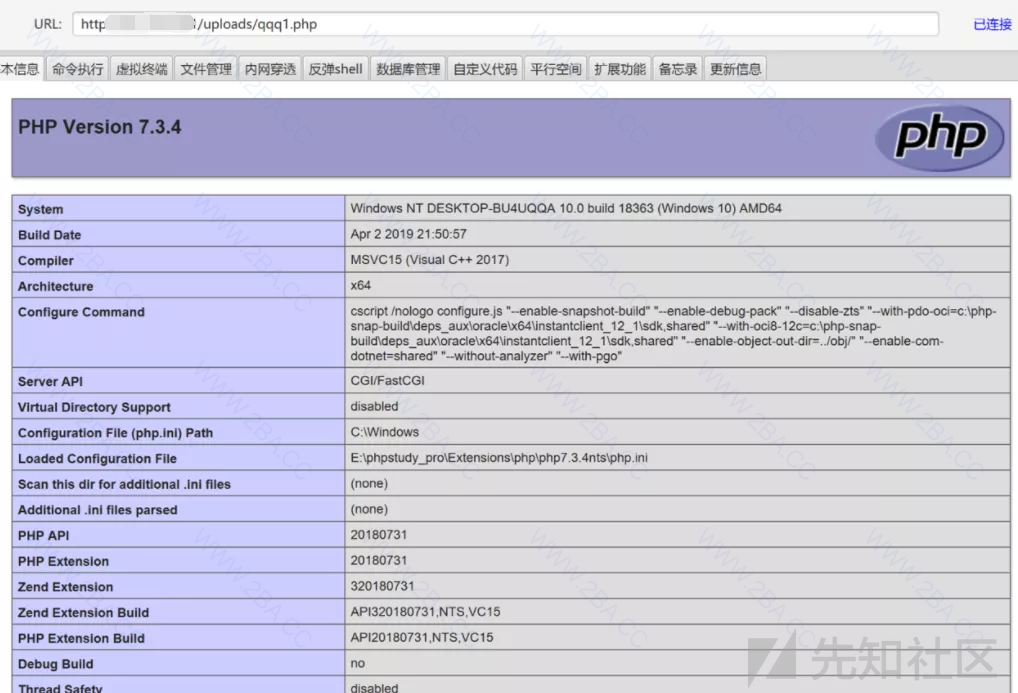 URL: http /uploads/qqq1.php 已连接
本信息 命令执行 虚拟终端 文件管理 内网穿透 反弹shell 数据库管理 自定义代码 平行空间 扩展功能 备忘录 更新信息
PHP Version 7.3.4
php
System Windows NT DESKTOP-BU4UQQA 10.0 build 18363 (Windows 10) AMD64
Build Date Apr 2 2019 21:50:57
Compiler MSVC15 (Visual C++ 2017)
Architecture x64
Configure Command cscript /nologo configure.js "--enable-snapshot-build" "--enable-debug-pack" "--disable-zts" "--with-pdo-oci=c:\php-
snap-build\deps_aux\oracle\x64\instantclient_12_1\sdk,shared" "--with-oci8-12c=c:\php-snap-
build\deps_aux\oracle\x64\instantclient_12_1\sdk,shared" "--enable-object-out-dir=../obj/" "--enable-com-
dotnet=shared" "--without-analyzer" "--with-pgo"
Server API CGI/FastCGI
Virtual Directory Support disabled
Configuration File (php.ini) Path C:\Windows
Loaded Configuration File E:\phpstudy_pro\Extensions\php\php7.3.4nts\php.ini
Scan this dir for additional .ini files (none)
Additional .ini files parsed (none)
PHP API 20180731
PHP Extension 20180731
Zend Extension 320180731
Zend Extension Build API320180731,NTS,VC15
PHP Extension Build API20180731,NTS,VC15
Debug Build no
Thread Safety disabled
先知社区
WWW.2BA.CC